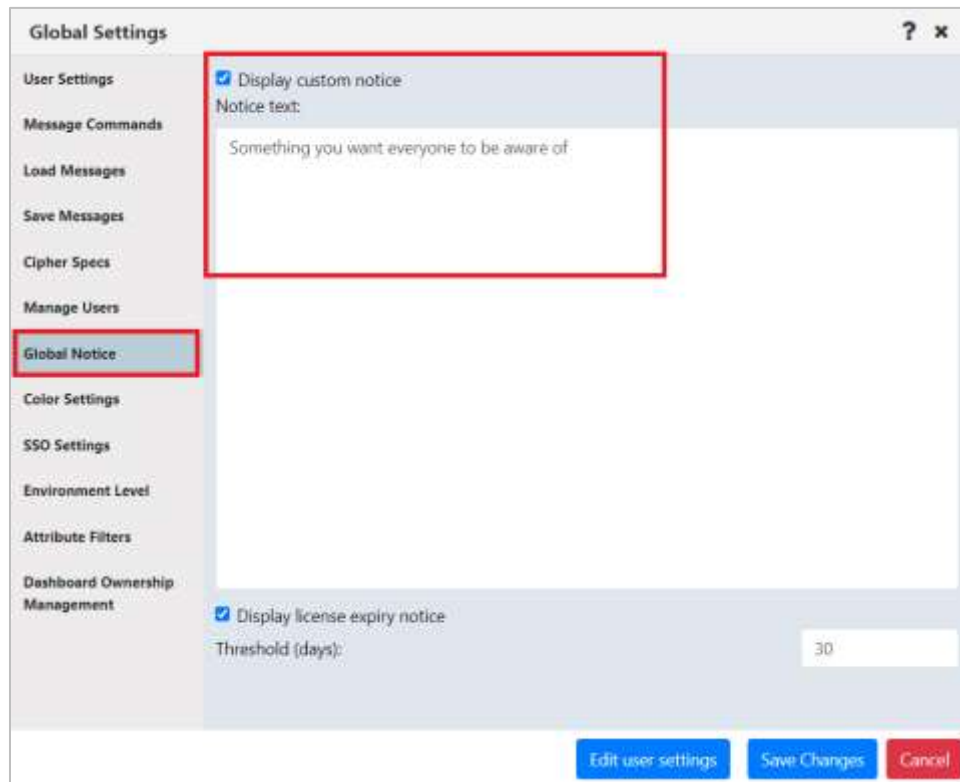 Global Settings
? ×
User Settings
Message Commands
Load Messages
Save Messages
Cipher Specs
Manage Users
Global Notice
Color Settings
SSO Settings
Environment Level
Attribute Filters
Dashboard Ownership
Management
Display custom notice
Notice text:
Something you want everyone to be aware of
Display license expiry notice
Threshold (days): 30
Edit user settings Save Changes Cancel